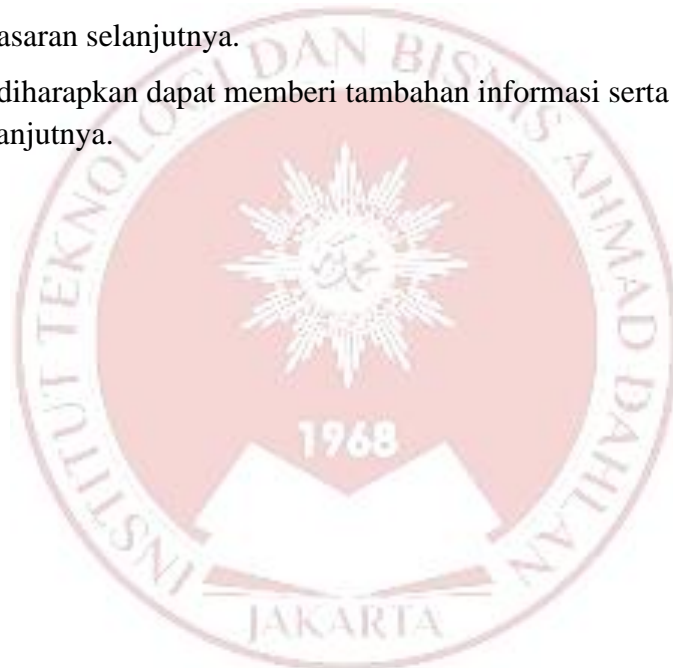 asaran selanjutnya.
diharapkan dapat memberi tambahan informasi serta
anjutnya.
INSTITUT TEKNOLOGI DAN BISNIS AHMAD DAHLAN
1968
JAKARTA